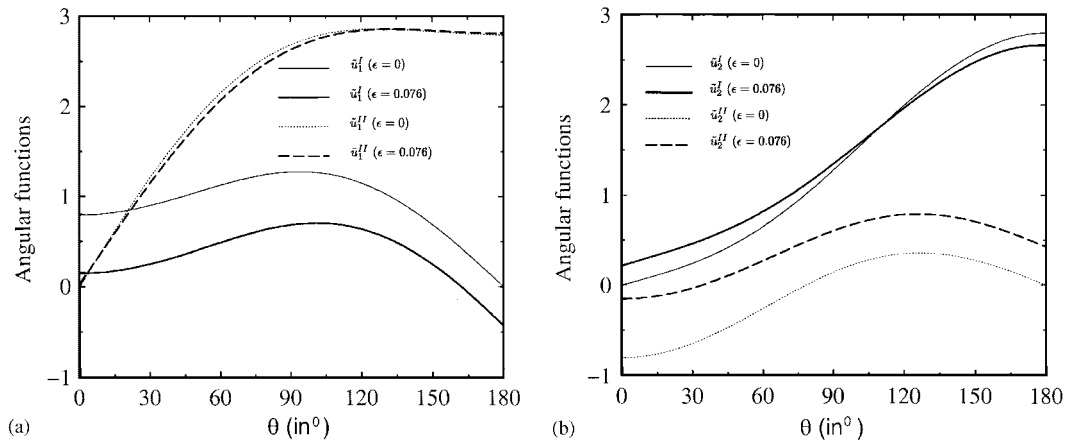 3
2
1
0
−1
Angular functions
ũ₁ᴵ (ϵ = 0)
ũ₁ᴵ (ϵ = 0.076)
ũ₁ᴵᴵ (ϵ = 0)
ũ₁ᴵᴵ (ϵ = 0.076)
0 30 60 90 120 150 180
θ (in⁰)
(a)
3
2
1
0
−1
Angular functions
ũ₂ᴵ (ϵ = 0)
ũ₂ᴵ (ϵ = 0.076)
ũ₂ᴵᴵ (ϵ = 0)
ũ₂ᴵᴵ (ϵ = 0.076)
0 30 60 90 120 150 180
θ (in⁰)
(b)